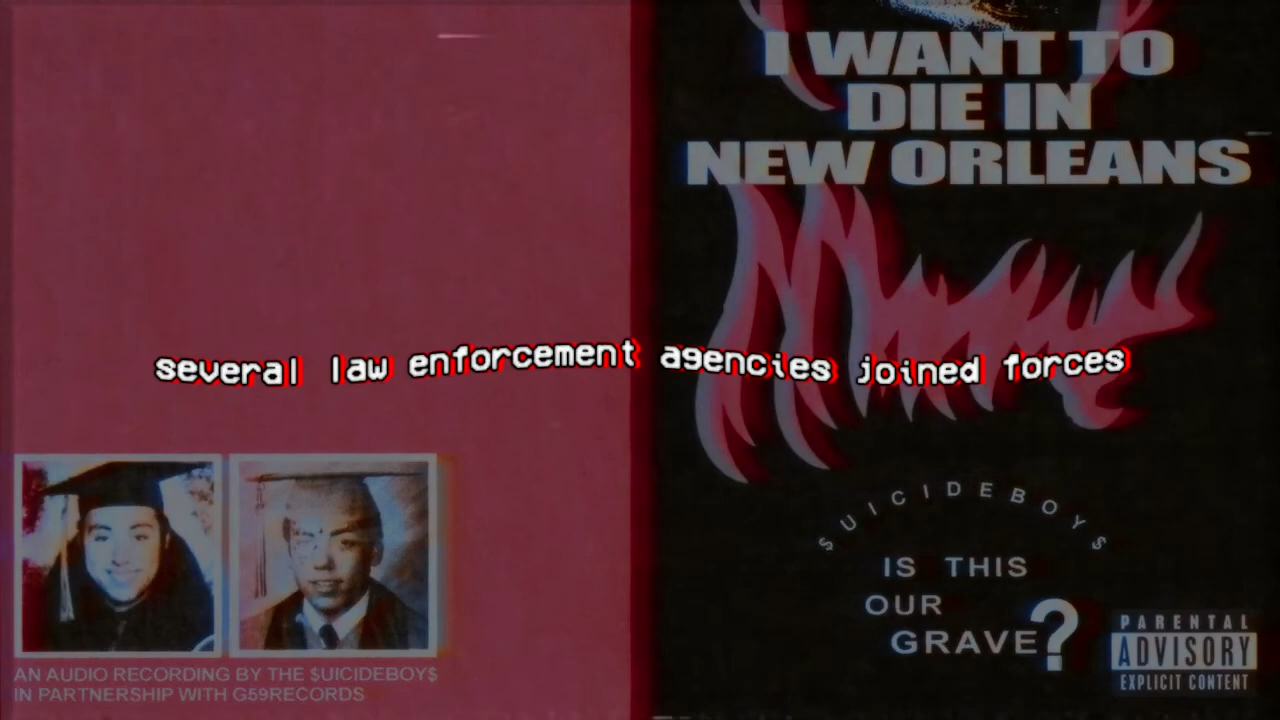 I WANT TO
DIE IN
NEW ORLEANS
several law enforcement agencies joined forces
$UICIDEBOY$
IS THIS
OUR
GRAVE?
PARENTAL
ADVISORY
EXPLICIT CONTENT
AN AUDIO RECORDING BY THE $UICIDEBOY$
IN PARTNERSHIP WITH G59RECORDS